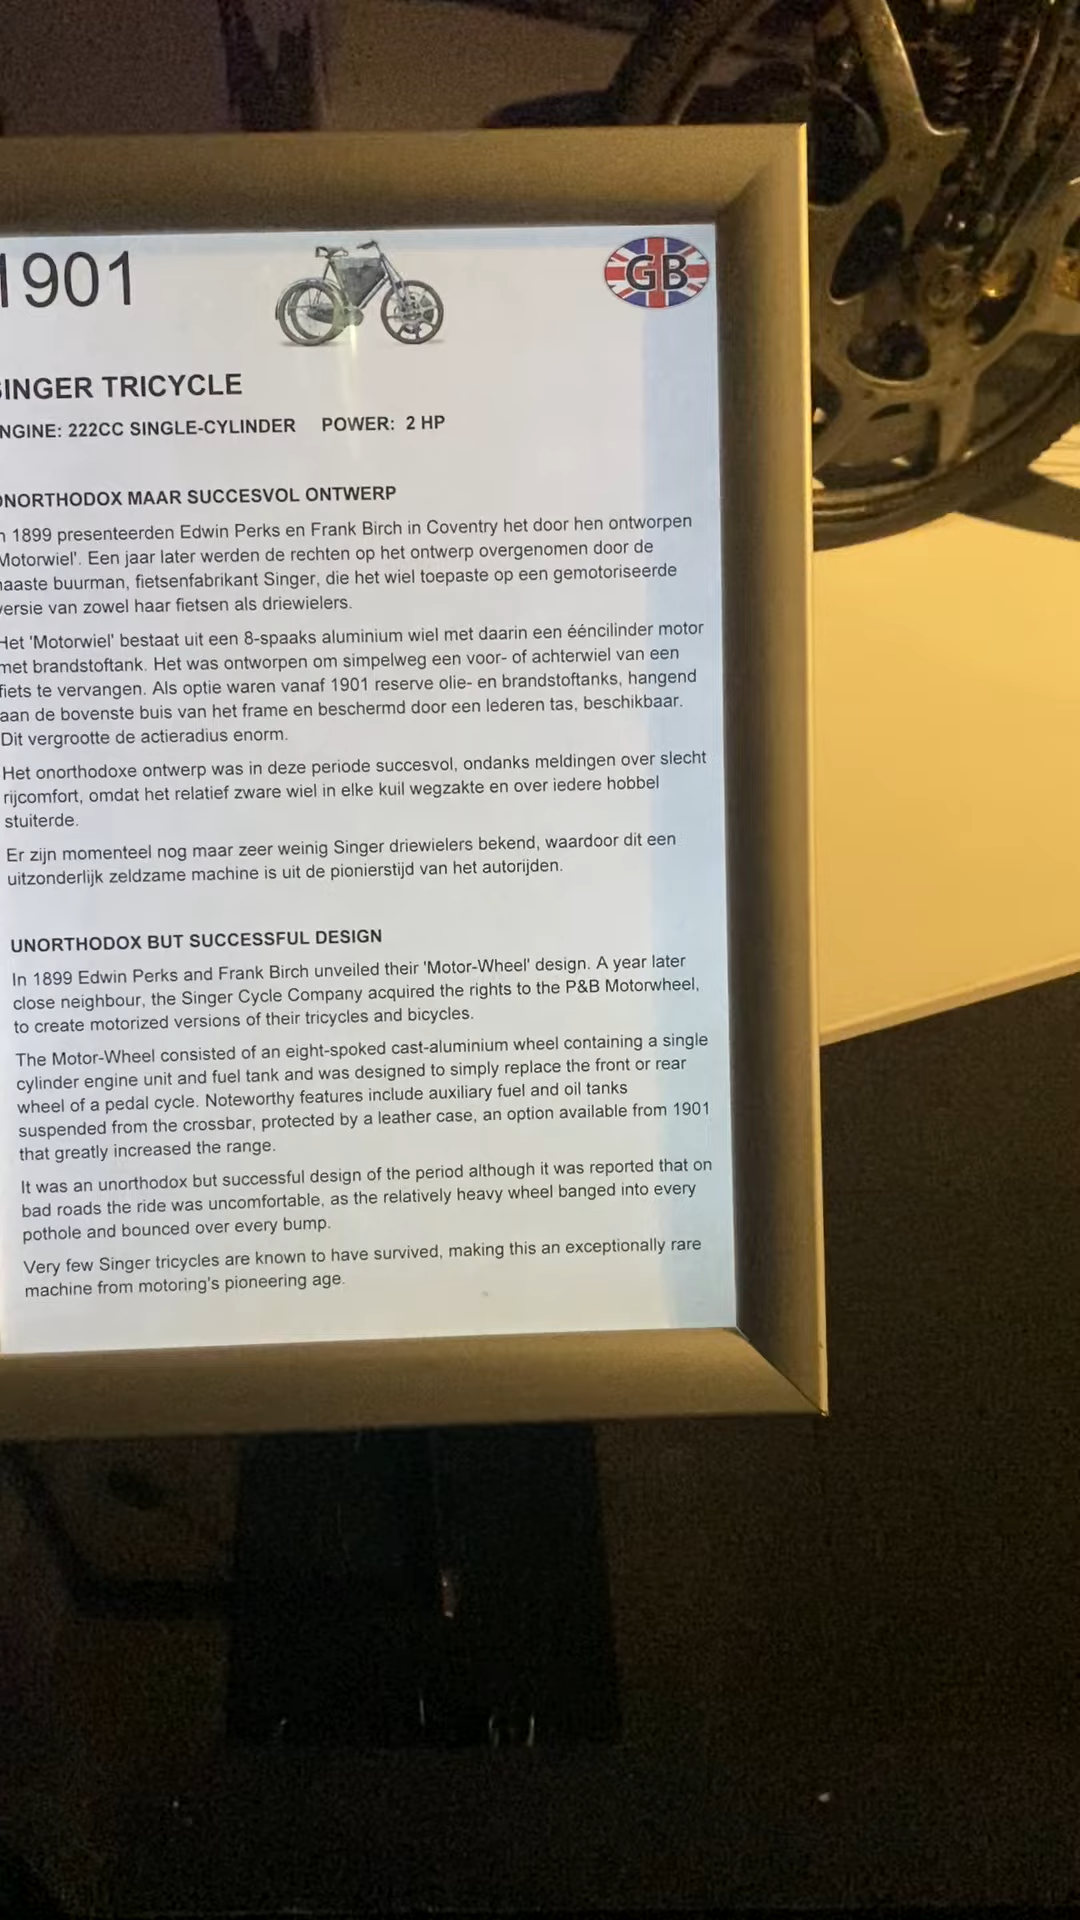 1901
GB
SINGER TRICYCLE
ENGINE: 222CC SINGLE-CYLINDER POWER: 2 HP
ONORTHODOX MAAR SUCCESVOL ONTWERP
In 1899 presenteerden Edwin Perks en Frank Birch in Coventry het door hen ontworpen
'Motorwiel'. Een jaar later werden de rechten op het ontwerp overgenomen door de
naaste buurman, fietsenfabrikant Singer, die het wiel toepaste op een gemotoriseerde
versie van zowel haar fietsen als driewielers.
Het 'Motorwiel' bestaat uit een 8-spaaks aluminium wiel met daarin een ééncilinder motor
met brandstoftank. Het was ontworpen om simpelweg een voor- of achterwiel van een
fiets te vervangen. Als optie waren vanaf 1901 reserve olie- en brandstoftanks, hangend
aan de bovenste buis van het frame en beschermd door een lederen tas, beschikbaar.
Dit vergrootte de actieradius enorm.
Het onorthodoxe ontwerp was in deze periode succesvol, ondanks meldingen over slecht
rijcomfort, omdat het relatief zware wiel in elke kuil wegzakte en over iedere hobbel
stuiterde.
Er zijn momenteel nog maar zeer weinig Singer driewielers bekend, waardoor dit een
uitzonderlijk zeldzame machine is uit de pionierstijd van het autorijden.
UNORTHODOX BUT SUCCESSFUL DESIGN
In 1899 Edwin Perks and Frank Birch unveiled their 'Motor-Wheel' design. A year later
close neighbour, the Singer Cycle Company acquired the rights to the P&B Motorwheel,
to create motorized versions of their tricycles and bicycles.
The Motor-Wheel consisted of an eight-spoked cast-aluminium wheel containing a single
cylinder engine unit and fuel tank and was designed to simply replace the front or rear
wheel of a pedal cycle. Noteworthy features include auxiliary fuel and oil tanks
suspended from the crossbar, protected by a leather case, an option available from 1901
that greatly increased the range.
It was an unorthodox but successful design of the period although it was reported that on
bad roads the ride was uncomfortable, as the relatively heavy wheel banged into every
pothole and bounced over every bump.
Very few Singer tricycles are known to have survived, making this an exceptionally rare
machine from motoring's pioneering age.